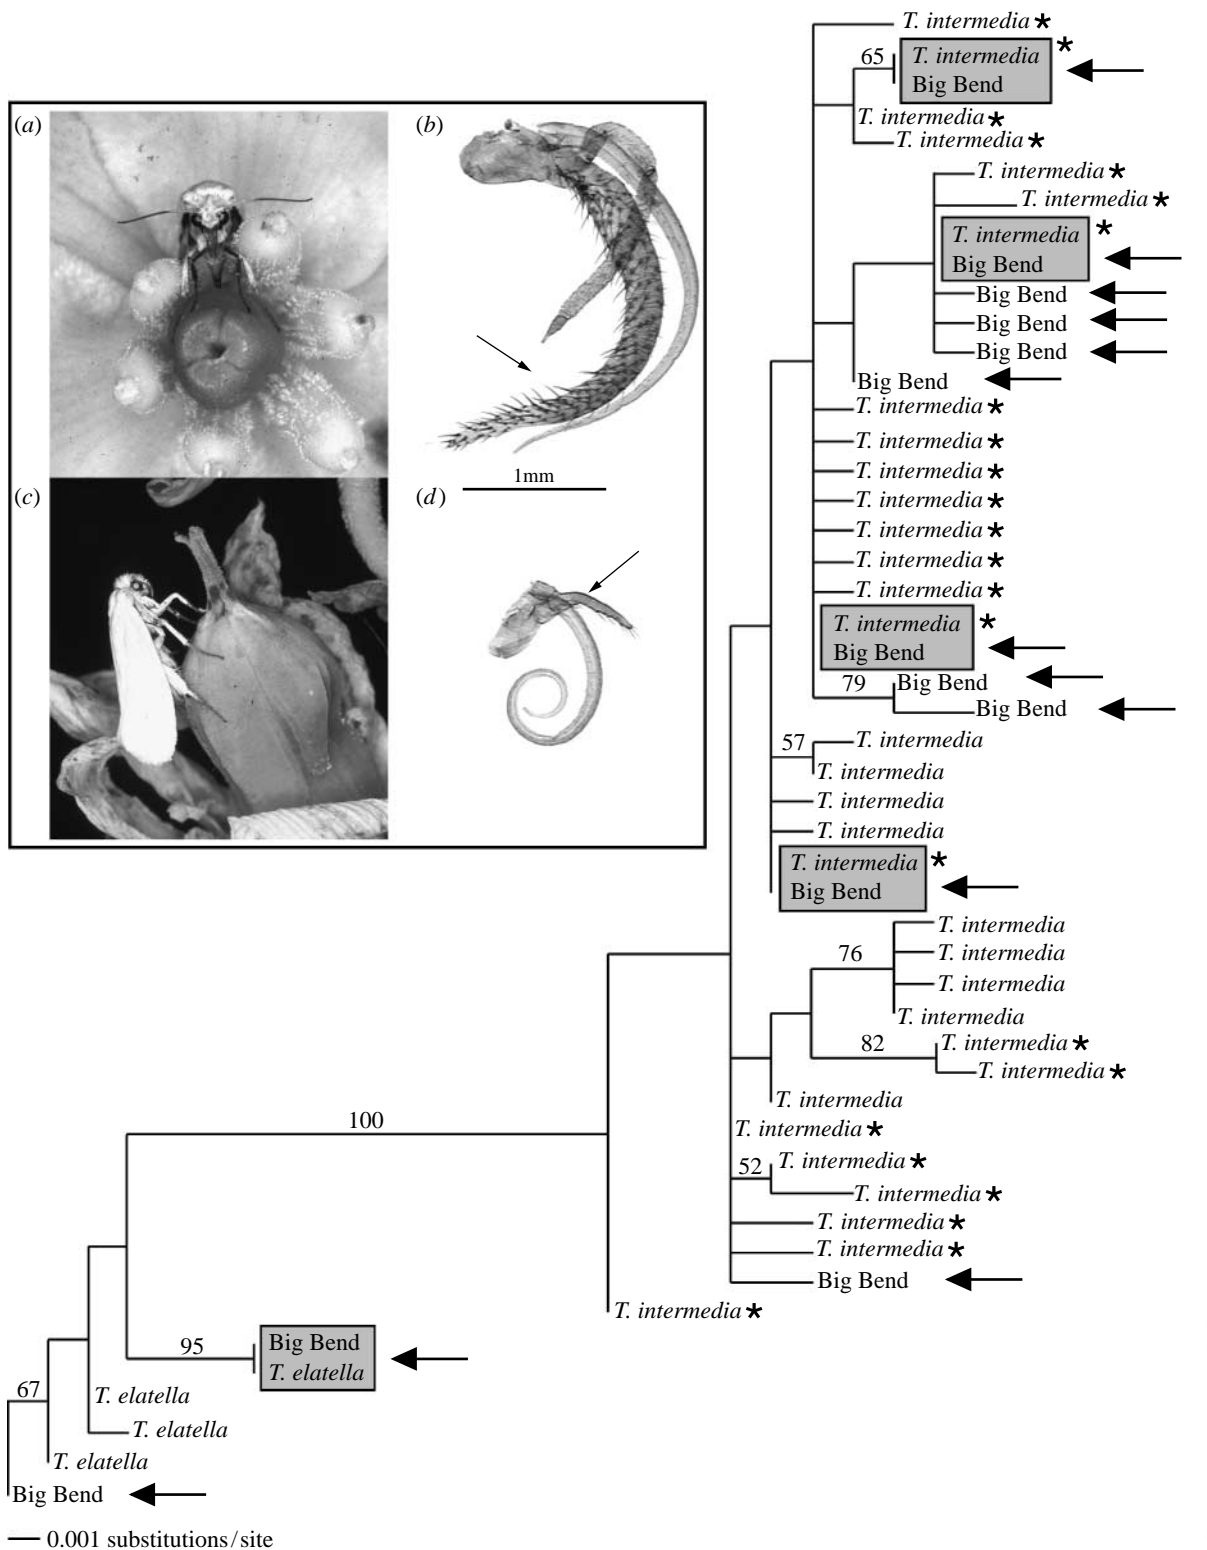 T. intermedia *
65
T. intermedia *
Big Bend
T. intermedia *
T. intermedia *
T. intermedia *
T. intermedia *
T. intermedia *
Big Bend
Big Bend
Big Bend
Big Bend
Big Bend
T. intermedia *
T. intermedia *
T. intermedia *
T. intermedia *
T. intermedia *
T. intermedia *
T. intermedia *
T. intermedia *
Big Bend
79
Big Bend
Big Bend
57
T. intermedia
T. intermedia
T. intermedia
T. intermedia
T. intermedia *
Big Bend
76
T. intermedia
T. intermedia
T. intermedia
T. intermedia
82
T. intermedia *
T. intermedia *
T. intermedia
T. intermedia *
52
T. intermedia *
T. intermedia *
T. intermedia *
T. intermedia *
Big Bend
T. intermedia *
100
95
Big Bend
T. elatella
67
T. elatella
T. elatella
T. elatella
Big Bend
0.001 substitutions/site
(a)
(b)
(c)
(d)
1mm